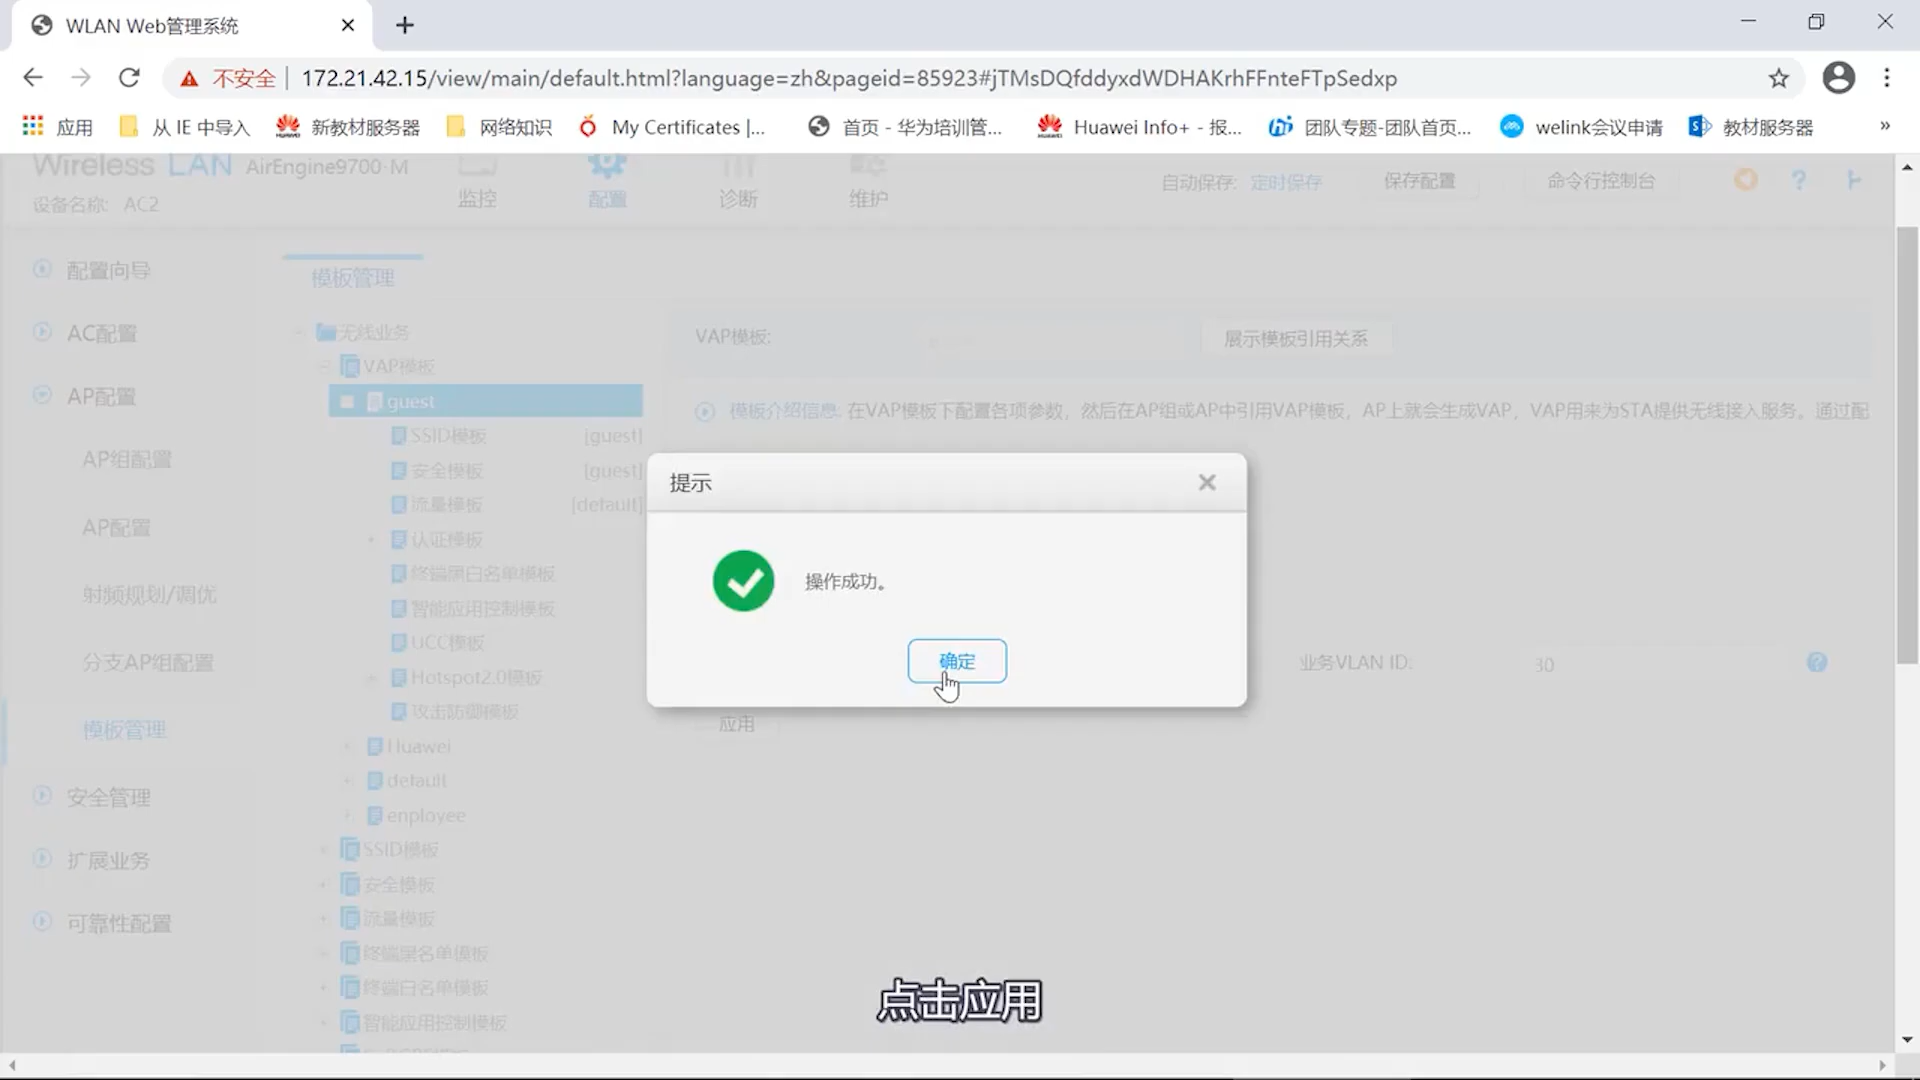 WLAN Web管理系统
不安全 172.21.42.15/view/main/default.html?language=zh&pageid=85923#jTMsDQfddyxdWDHAKrhFFnteFTpSedxp
应用 从 IE 中导入 新教材服务器 网络知识 My Certificates |... 首页 - 华为培训管... Huawei Info+ - 报... 团队专题-团队首页... welink会议申请 教材服务器 »
Wireless LAN AirEngine9700-M
设备名称: AC2
监控 配置 诊断 维护
自动保存: 定时保存 保存配置 命令行控制台
配置向导
AC配置
AP配置
AP组配置
AP配置
射频规划/调优
分支AP组配置
模板管理
安全管理
扩展业务
可靠性配置
模板管理
无线业务
VAP模板
guest
SSID模板 [guest]
安全模板 [guest]
流量模板 [default]
认证模板
终端黑白名单模板
智能应用控制模板
UCC模板
Hotspot2.0模板
攻击防御模板
Huawei
default
enployee
SSID模板
安全模板
流量模板
终端黑名单模板
终端白名单模板
智能应用控制模板
VAP模板: 展示模板引用关系
模板介绍信息: 在VAP模板下配置各项参数，然后在AP组或AP中引用VAP模板，AP上就会生成VAP，VAP用来为STA提供无线接入服务。通过配
提示
操作成功。
确定
业务VLAN ID: 30
应用
点击应用